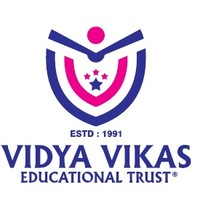 ESTD : 1991
VIDYA VIKAS
EDUCATIONAL TRUST®